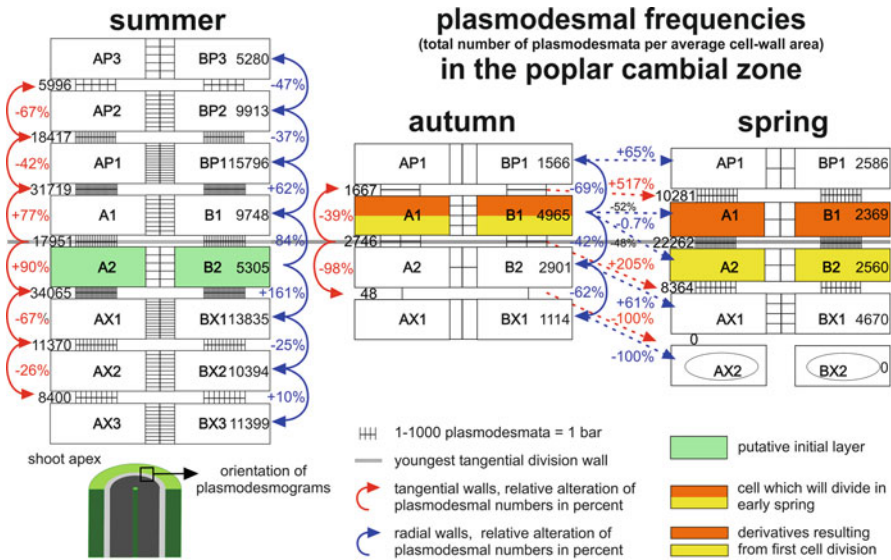 summer
plasmodesmal frequencies
(total number of plasmodesmata per average cell-wall area)
in the poplar cambial zone
autumn
spring
AP3 BP3 5280
5996 -47%
-67% AP2 BP2 9913
18417 -37%
-42% AP1 BP1 15796
31719 +62%
+77% A1 B1 9748
17951 -84%
+90% A2 B2 5305
34065 +161%
-67% AX1 BX1 13835
11370 -25%
-26% AX2 BX2 10394
8400 +10%
AX3 BX3 11399
AP1 BP1 1566
1667 -69%
-39% A1 B1 4965
2746 -42%
-98% A2 B2 2901
48 -62%
AX1 BX1 1114
+65%
+517%
-52%
-0.7%
-48%
+205%
+61%
-100%
-100%
AP1 BP1 2586
10281
A1 B1 2369
22262
A2 B2 2560
8364
AX1 BX1 4670
0
AX2 BX2 0
shoot apex
orientation of
plasmodesmograms
1-1000 plasmodesmata = 1 bar
youngest tangential division wall
tangential walls, relative alteration of
plasmodesmal numbers in percent
radial walls, relative alteration of
plasmodesmal numbers in percent
putative initial layer
cell which will divide in
early spring
derivatives resulting
from first cell division